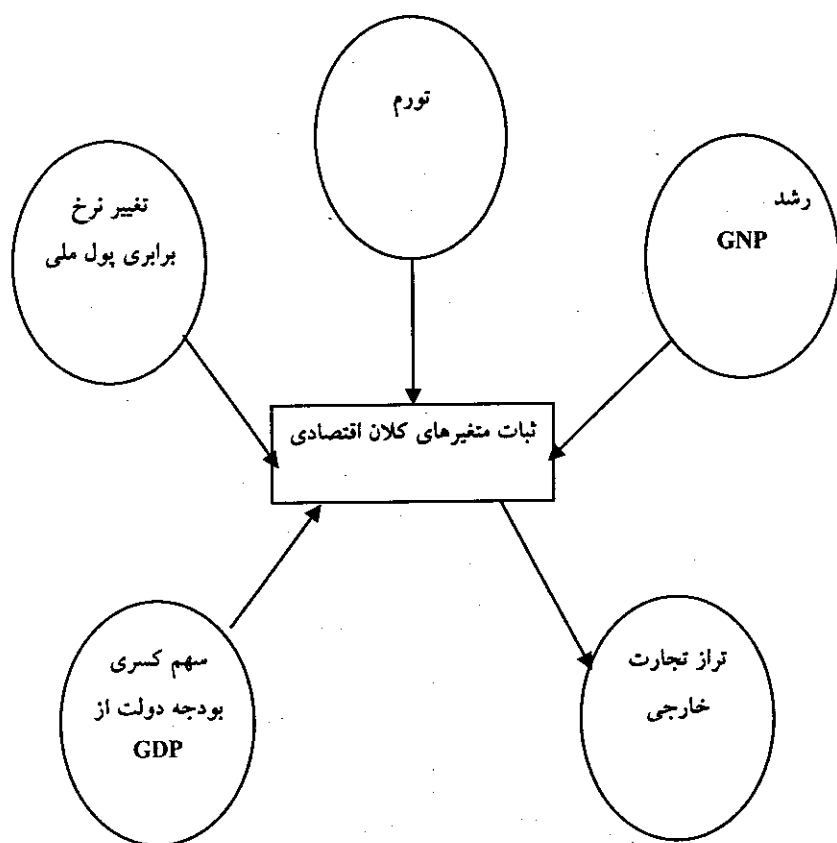 تورم
رشد
GNP
تغییر نرخ
برابری پول ملی
ثبات متغیرهای کلان اقتصادی
تراز تجارت
خارجی
سهم کسری
بودجه دولت از
GDP